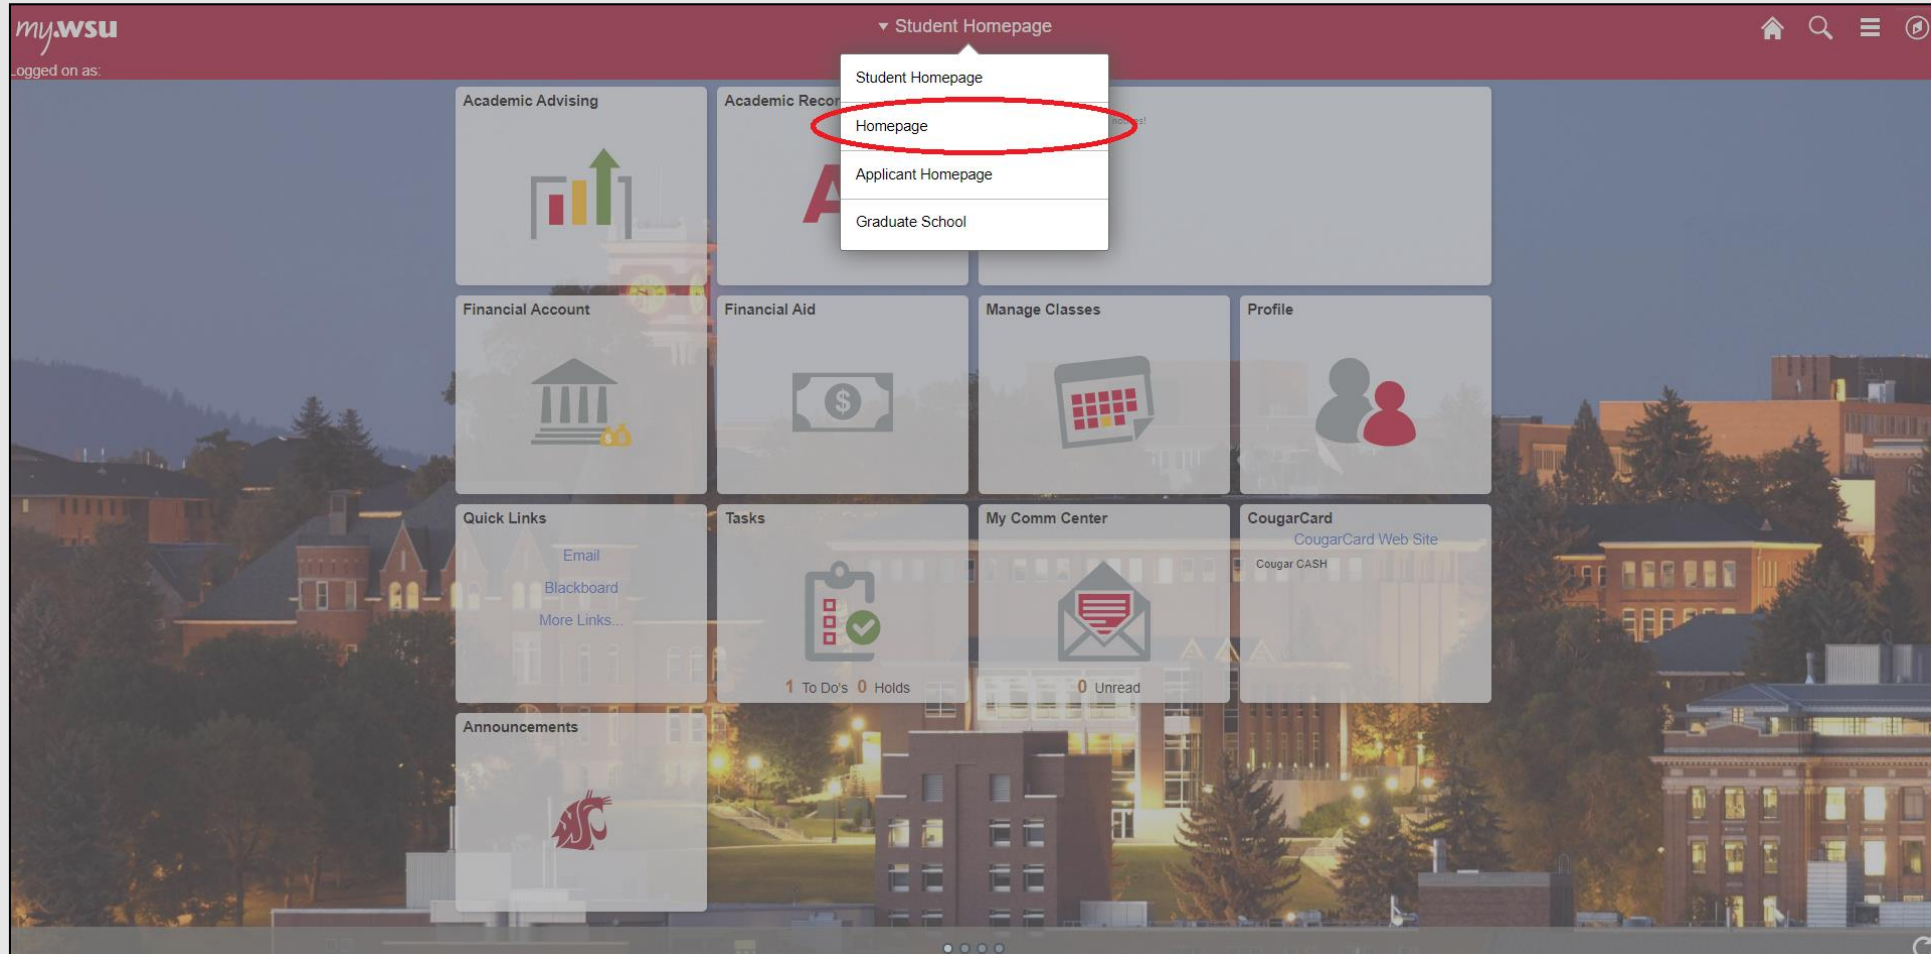 my.wsu
Student Homepage
Logged on as:
Student Homepage
Homepage
Applicant Homepage
Graduate School
Academic Advising
Academic Recor
Financial Account
Financial Aid
$
Manage Classes
Profile
Quick Links
Email
Blackboard
More Links...
Tasks
1 To Do's 0 Holds
My Comm Center
0 Unread
CougarCard
CougarCard Web Site
Cougar CASH
Announcements